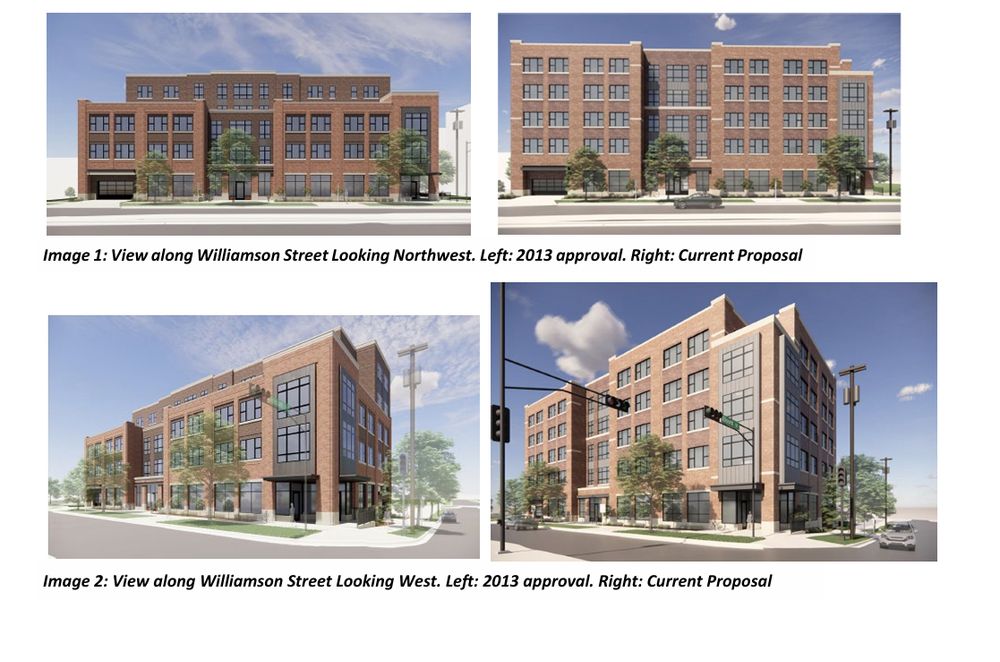 Image 1: View along Williamson Street Looking Northwest. Left: 2013 approval. Right: Current Proposal
Image 2: View along Williamson Street Looking West. Left: 2013 approval. Right: Current Proposal